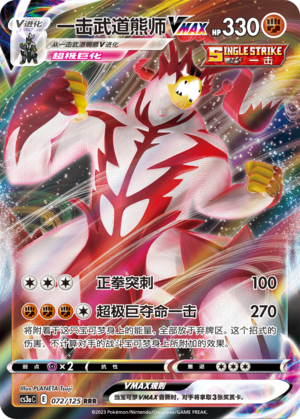 V进化
一击武道熊师VMAX HP 330
从一击武道熊师V进化
超极巨化
SINGLE STRIKE
一击
正拳突刺 100
超极巨夺命一击 270
将附着于这只宝可梦身上的能量，全部放于弃牌区。这个招式的
伤害，不计算对手的战斗宝可梦身上所附加的效果。
Illus. PLANETA Tsuji
弱点 ×2 抵抗力 撤退
cs3aC E 072/125 RRR
VMAX规则
当宝可梦VMAX【昏厥】时，对手将拿取3张奖赏卡。
©2023 Pokémon/Nintendo/Creatures/GAME FREAK.